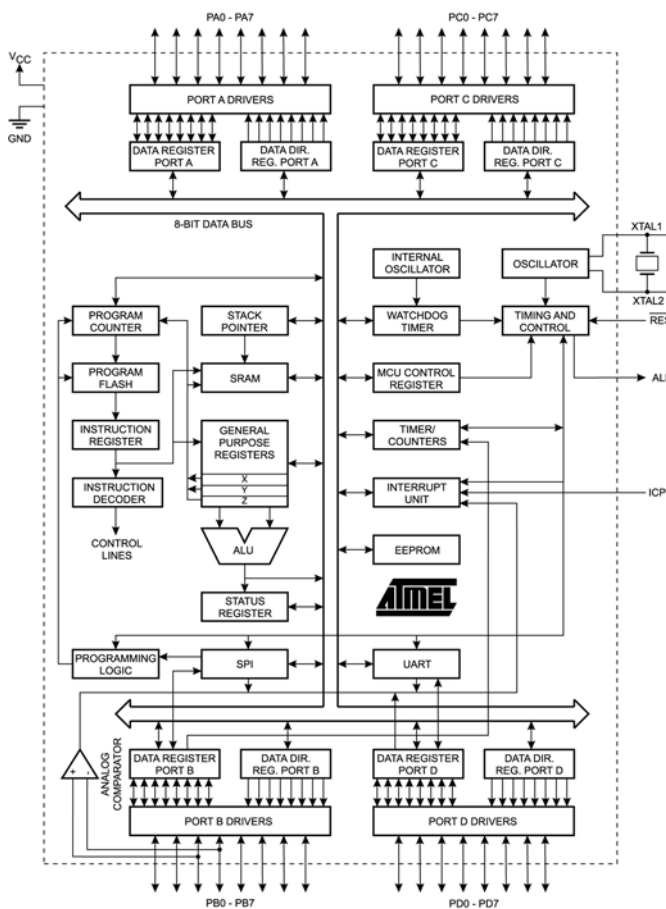 PA0 - PA7
PC0 - PC7
VCC
GND
PORT A DRIVERS
PORT C DRIVERS
DATA REGISTER
PORT A
DATA DIR.
REG. PORT A
DATA REGISTER
PORT C
DATA DIR.
REG. PORT C
8-BIT DATA BUS
XTAL1
INTERNAL
OSCILLATOR
OSCILLATOR
XTAL2
PROGRAM
COUNTER
STACK
POINTER
WATCHDOG
TIMER
TIMING AND
CONTROL
RES
PROGRAM
FLASH
SRAM
MCU CONTROL
REGISTER
AL
INSTRUCTION
REGISTER
GENERAL
PURPOSE
REGISTERS
TIMER/
COUNTERS
X
Y
Z
INSTRUCTION
DECODER
INTERRUPT
UNIT
ICP
CONTROL
LINES
ALU
EEPROM
STATUS
REGISTER
ATMEL
PROGRAMMING
LOGIC
SPI
UART
+
-
ANALOG
COMPARATOR
DATA REGISTER
PORT B
DATA DIR.
REG. PORT B
DATA REGISTER
PORT D
DATA DIR.
REG. PORT D
PORT B DRIVERS
PORT D DRIVERS
PB0 - PB7
PD0 - PD7